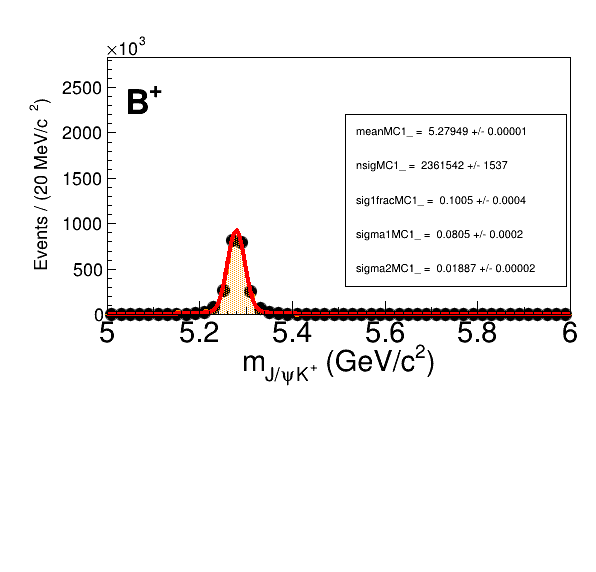 ×10³
2500
2000
1500
1000
500
0
Events / (20 MeV/c ²)
B⁺
meanMC1_ = 5.27949 +/- 0.00001
nsigMC1_ = 2361542 +/- 1537
sig1fracMC1_ = 0.1005 +/- 0.0004
sigma1MC1_ = 0.0805 +/- 0.0002
sigma2MC1_ = 0.01887 +/- 0.00002
5 5.2 5.4 5.6 5.8 6
m_J/ψK⁺ (GeV/c²)